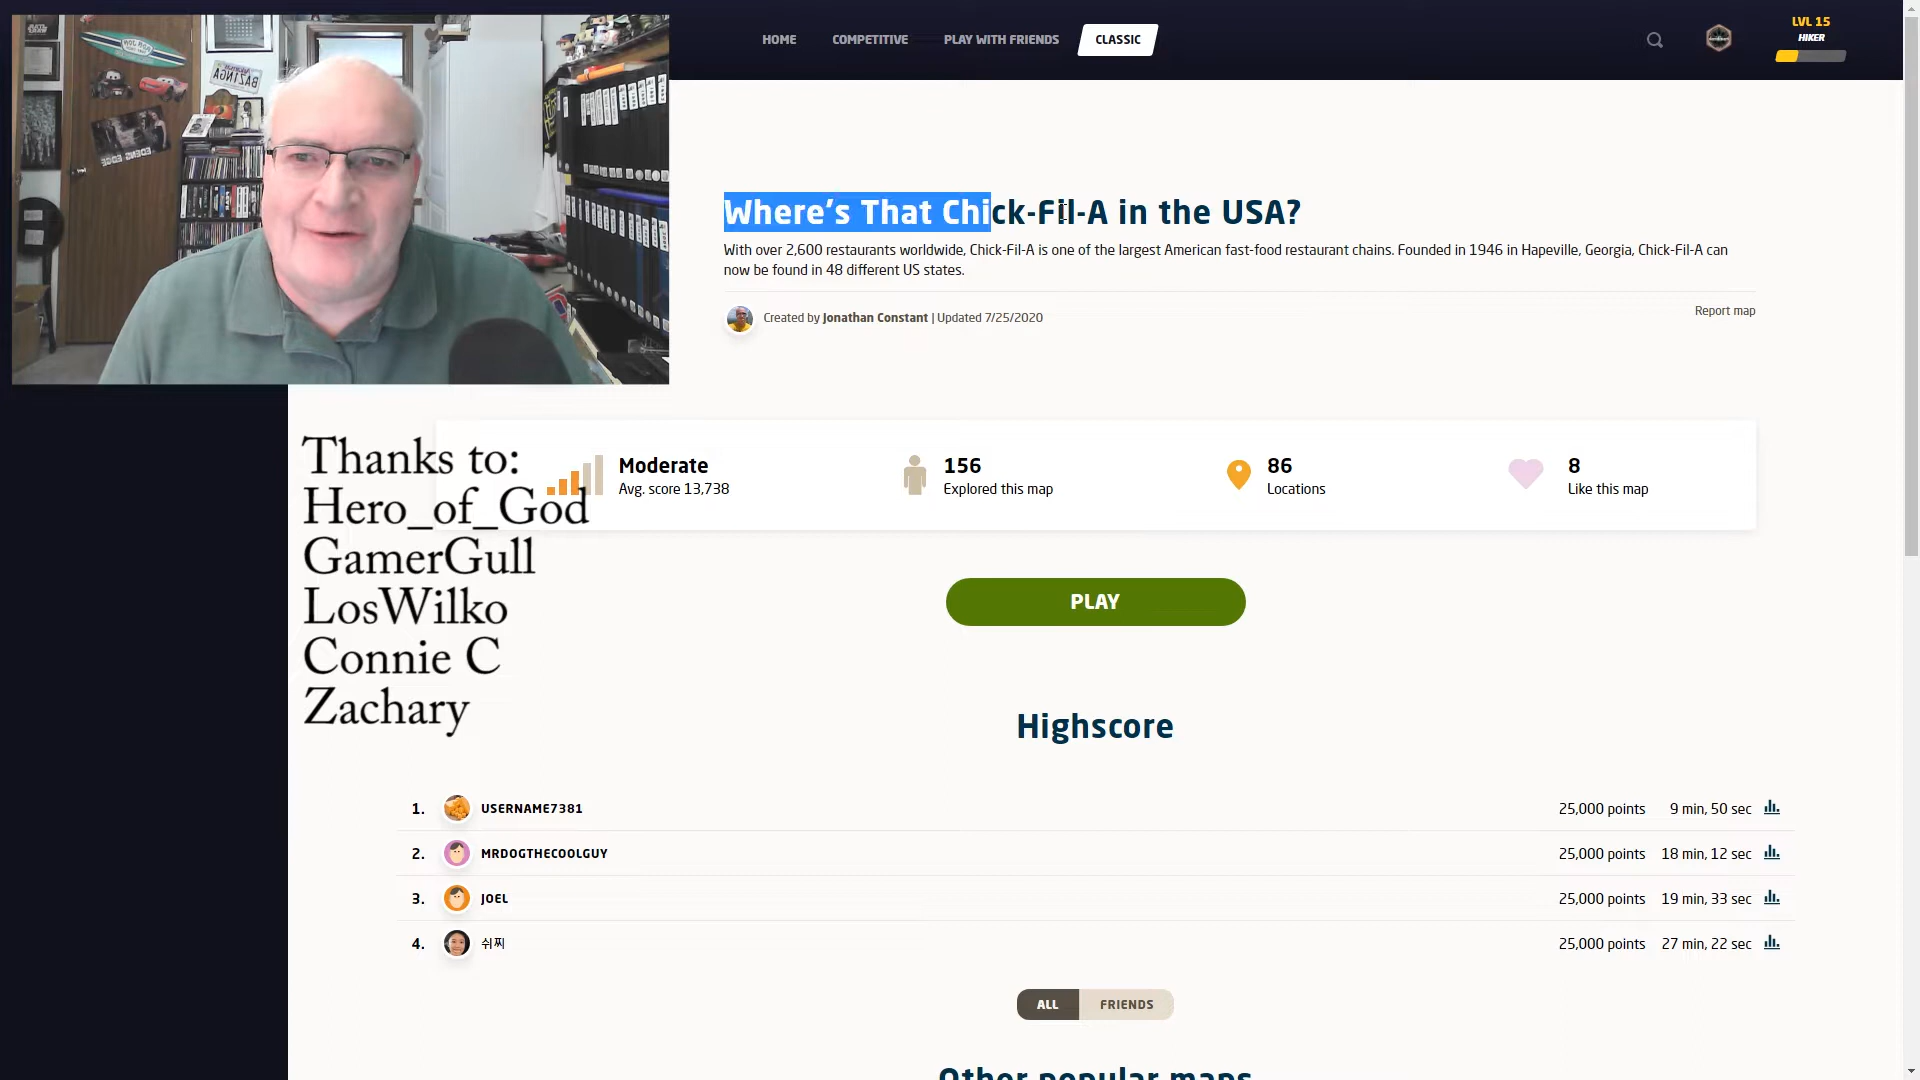 HOME COMPETITIVE PLAY WITH FRIENDS CLASSIC
LVL 15
HIKER
BAZINGA
Where's That Chick-Fil-A in the USA?
With over 2,600 restaurants worldwide, Chick-Fil-A is one of the largest American fast-food restaurant chains. Founded in 1946 in Hapeville, Georgia, Chick-Fil-A can
now be found in 48 different US states.
Created by Jonathan Constant | Updated 7/25/2020
Report map
Thanks to:
Hero_of_God
GamerGull
LosWilko
Connie C
Zachary
Moderate
Avg. score 13,738
156
Explored this map
86
Locations
8
Like this map
PLAY
Highscore
1. USERNAME7381 25,000 points 9 min, 50 sec
2. MRDOGTHECOOLGUY 25,000 points 18 min, 12 sec
3. JOEL 25,000 points 19 min, 33 sec
4. 쉬찌 25,000 points 27 min, 22 sec
ALL FRIENDS
Other popular maps